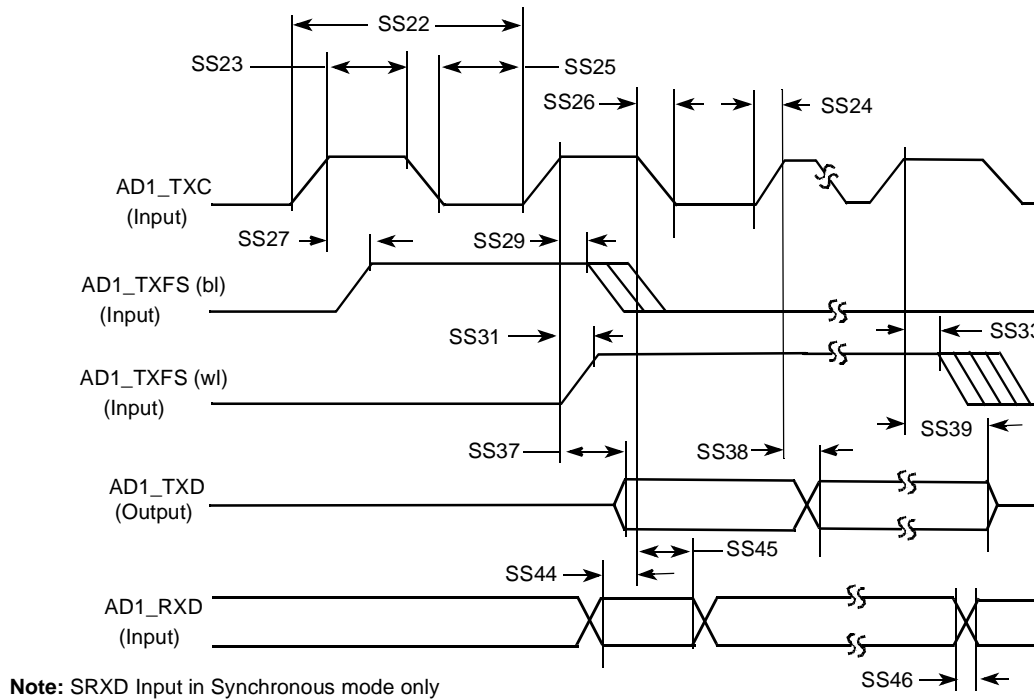 SS22
SS23
SS25
SS26
SS24
AD1_TXC
(Input)
SS27
SS29
AD1_TXFS (bl)
(Input)
SS31
SS33
AD1_TXFS (wl)
(Input)
SS37
SS38
SS39
AD1_TXD
(Output)
SS45
SS44
AD1_RXD
(Input)
SS46
Note: SRXD Input in Synchronous mode only